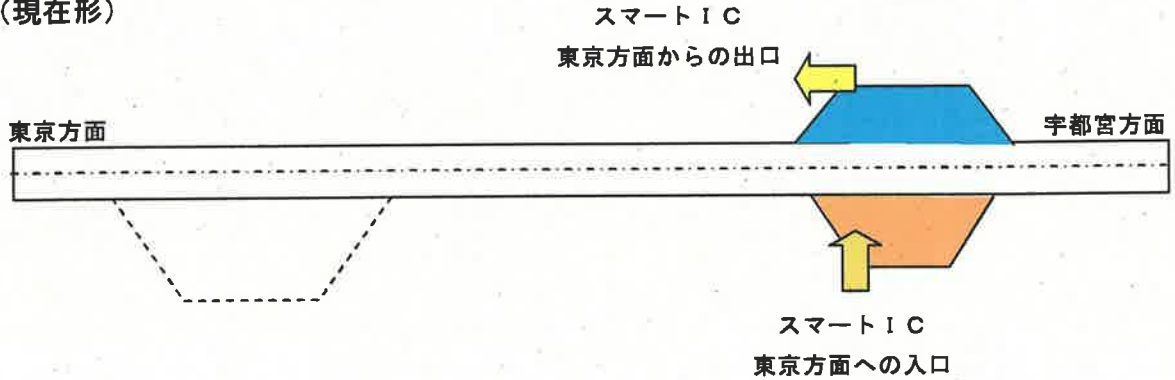 (現在形)
スマートIC
東京方面からの出口
東京方面
宇都宮方面
スマートIC
東京方面への入口